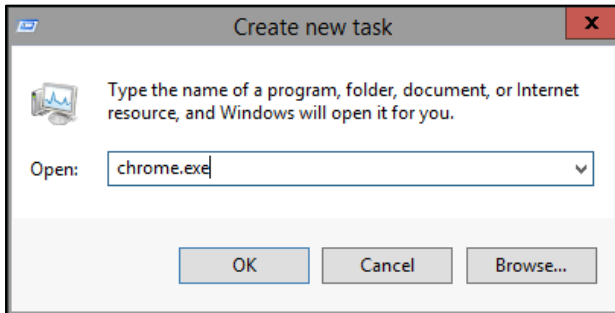 Create new task
x
Type the name of a program, folder, document, or Internet
resource, and Windows will open it for you.
Open: chrome.exe
OK Cancel Browse...